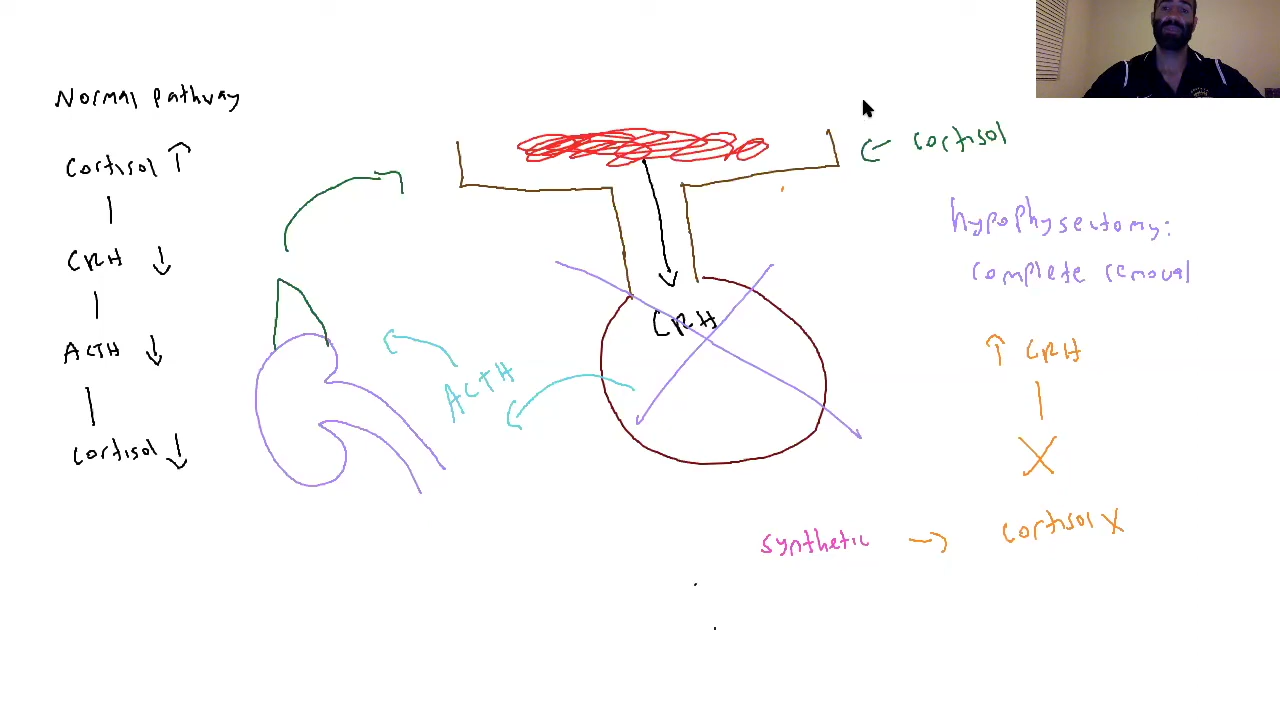 Normal pathway
Cortisol ↑
CRH ↓
ACTH ↓
Cortisol ↓
CRH
ACTH
← cortisol
hypophysectomy:
complete removal
↑ CRH
X
synthetic → cortisol X